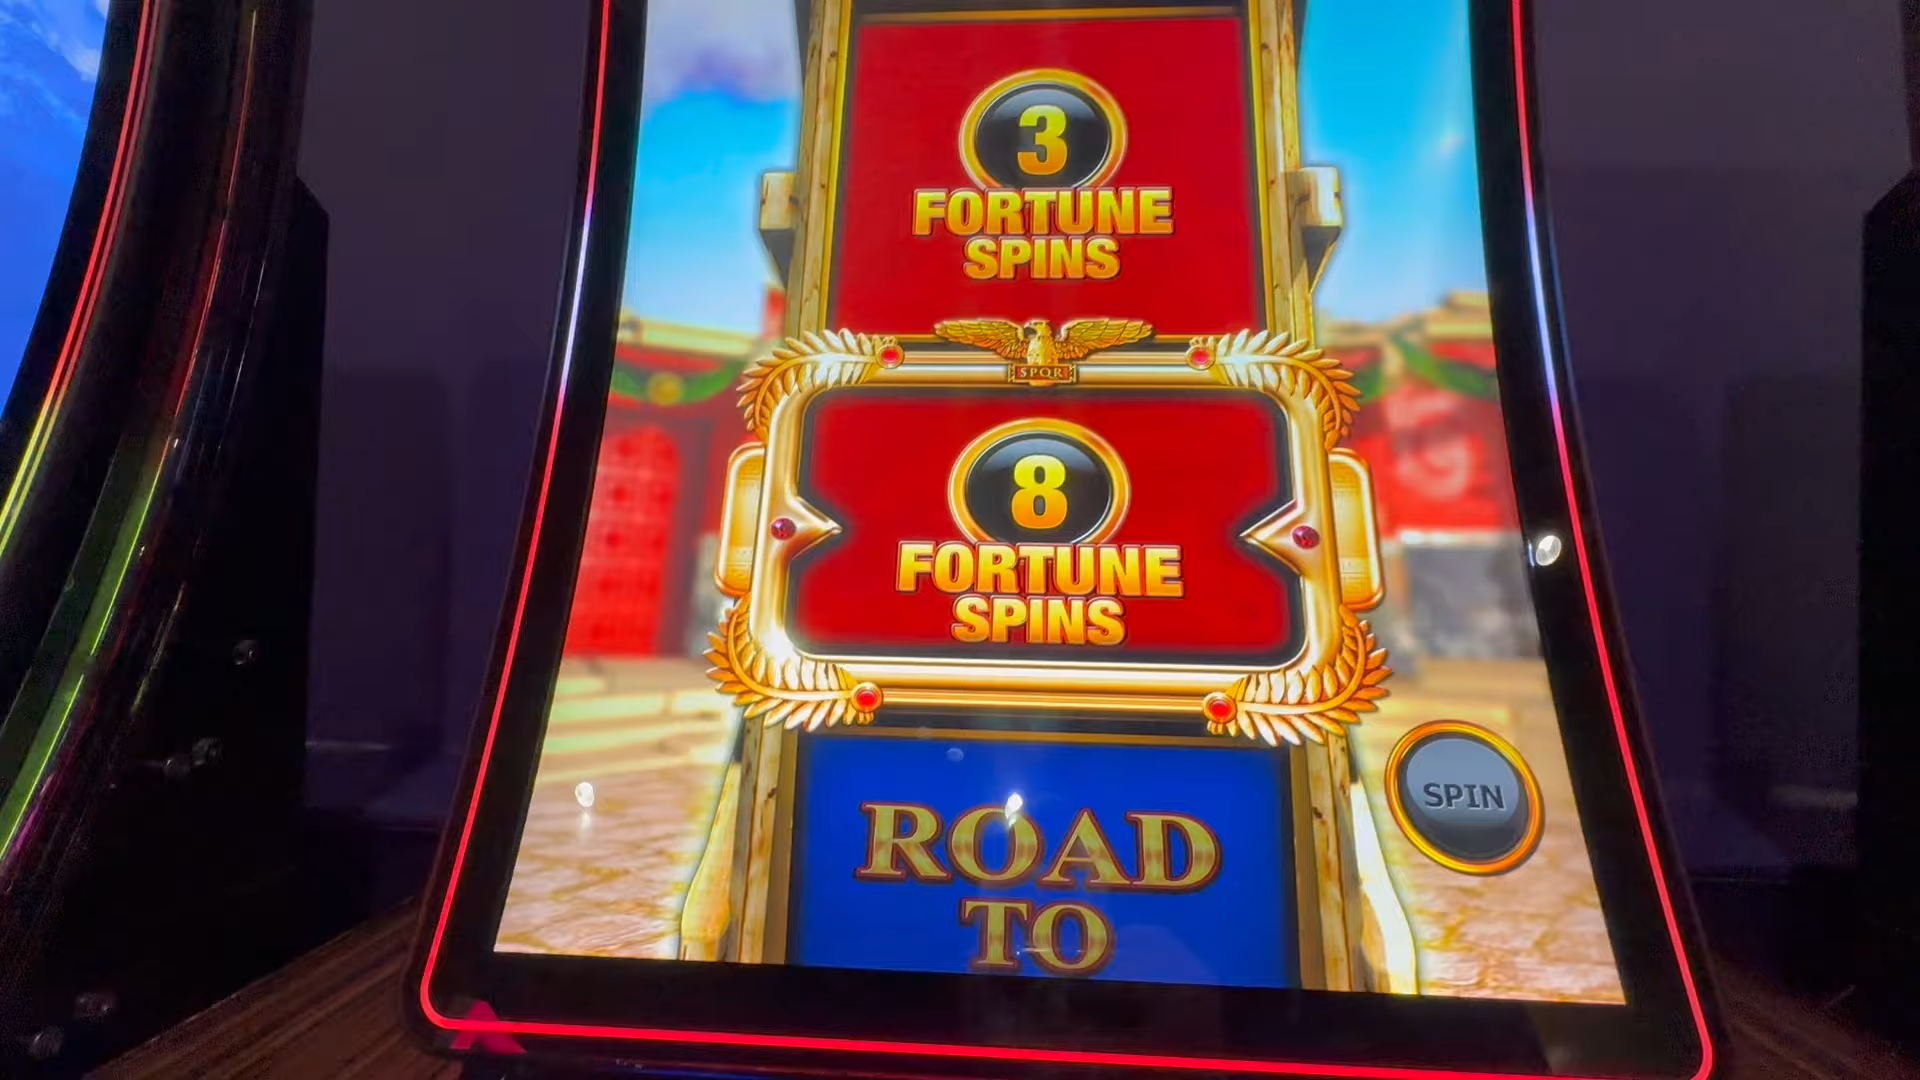 3
FORTUNE
SPINS
SPQR
8
FORTUNE
SPINS
SPIN
ROAD
TO